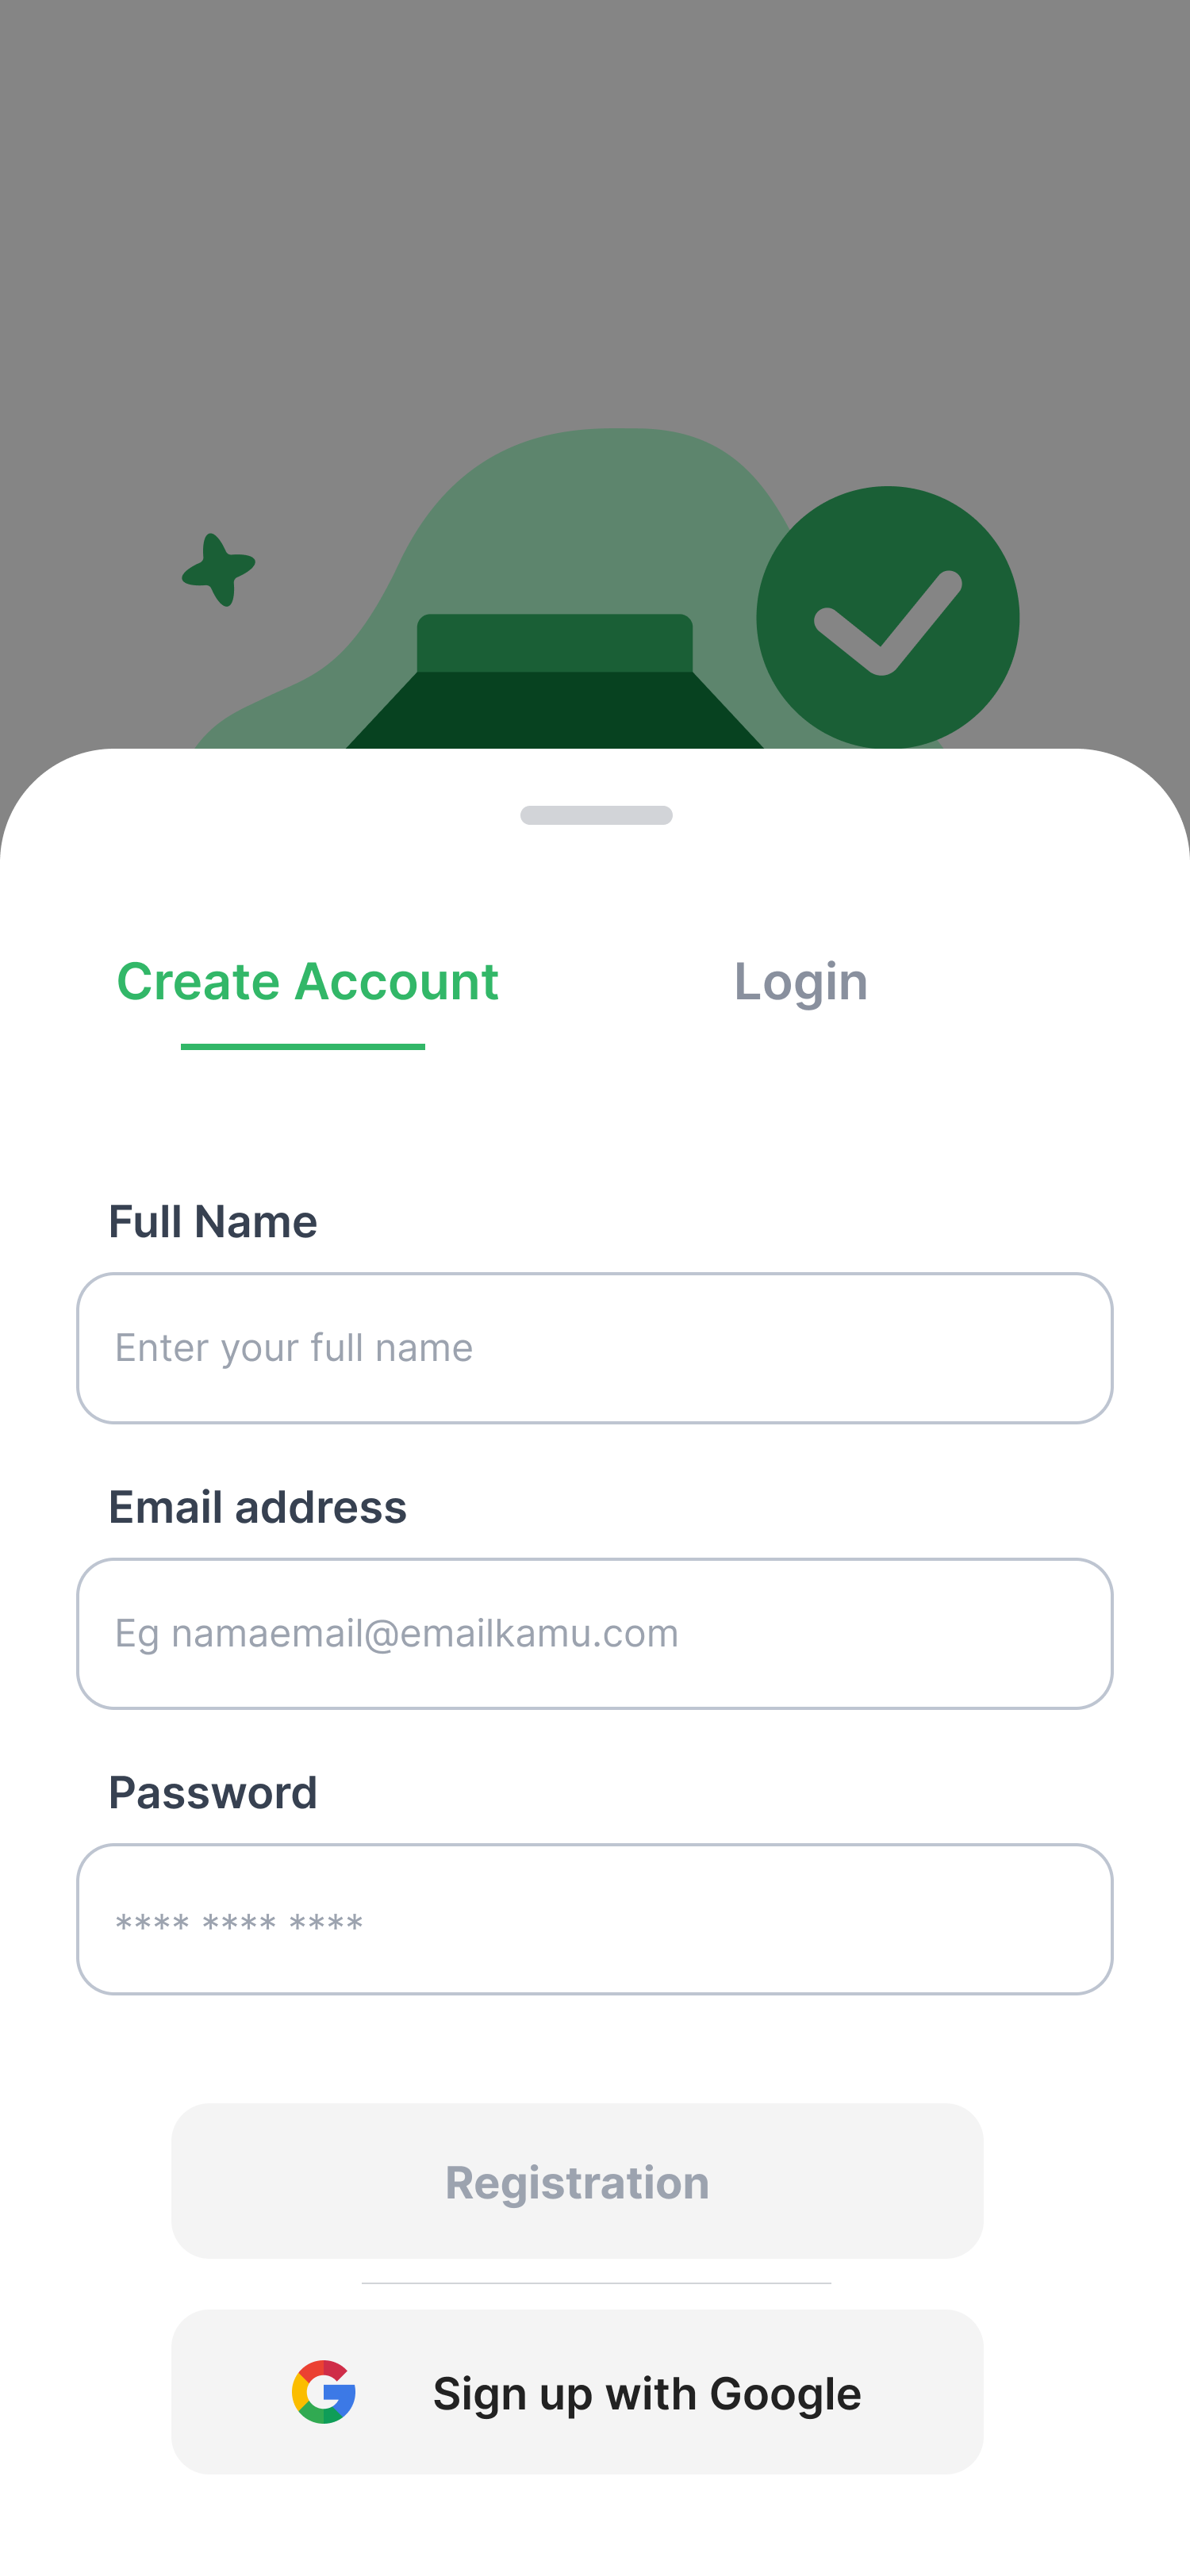 Create Account
Login
Full Name
Enter your full name
Email address
Eg namaemail@emailkamu.com
Password
**** **** ****
Registration
Sign up with Google